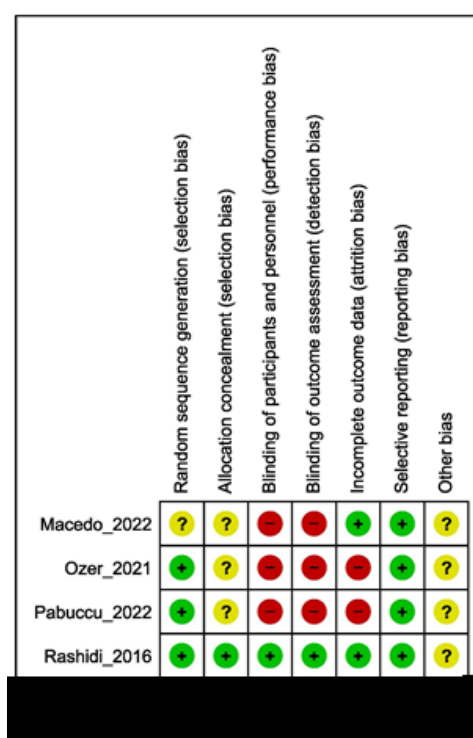 Random sequence generation (selection bias)
Allocation concealment (selection bias)
Blinding of participants and personnel (performance bias)
Blinding of outcome assessment (detection bias)
Incomplete outcome data (attrition bias)
Selective reporting (reporting bias)
Other bias
Macedo_2022 ? ? − − + + ?
Ozer_2021 + ? − − − + ?
Pabuccu_2022 + ? − − − + ?
Rashidi_2016 + + + + + + ?